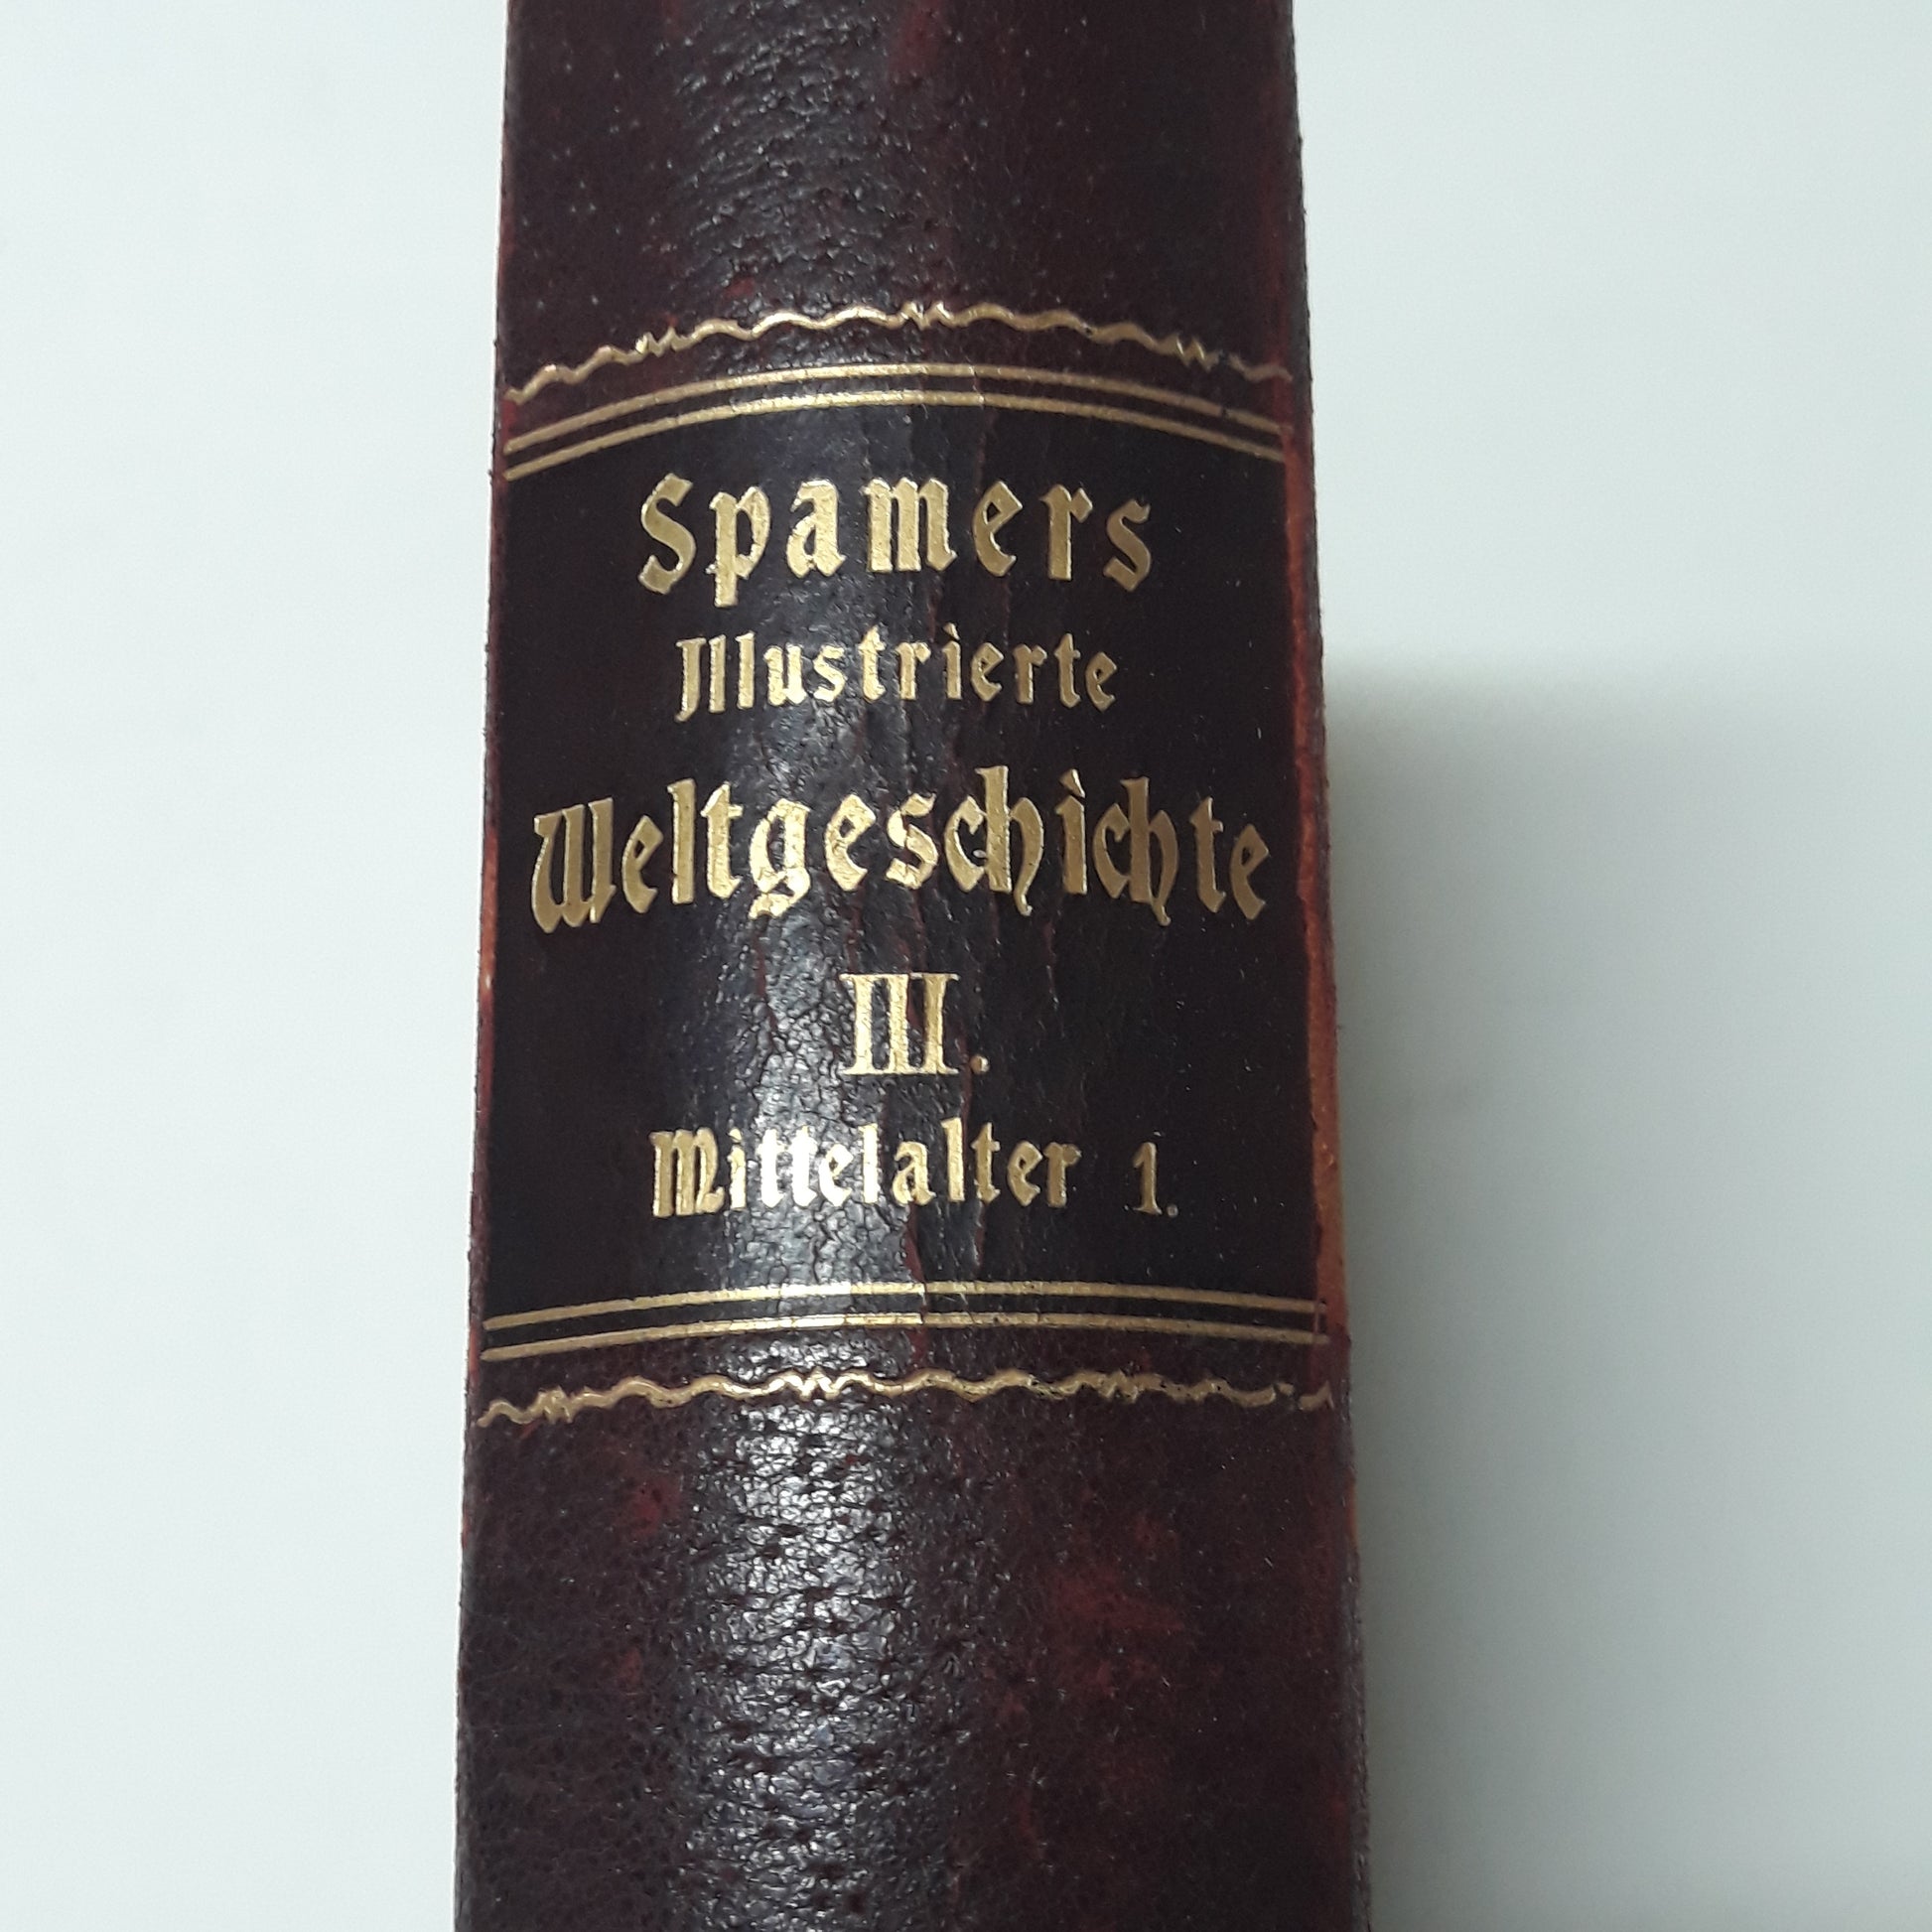 Spamers
Illustrierte
Weltgeschichte
III.
Mittelalter 1.